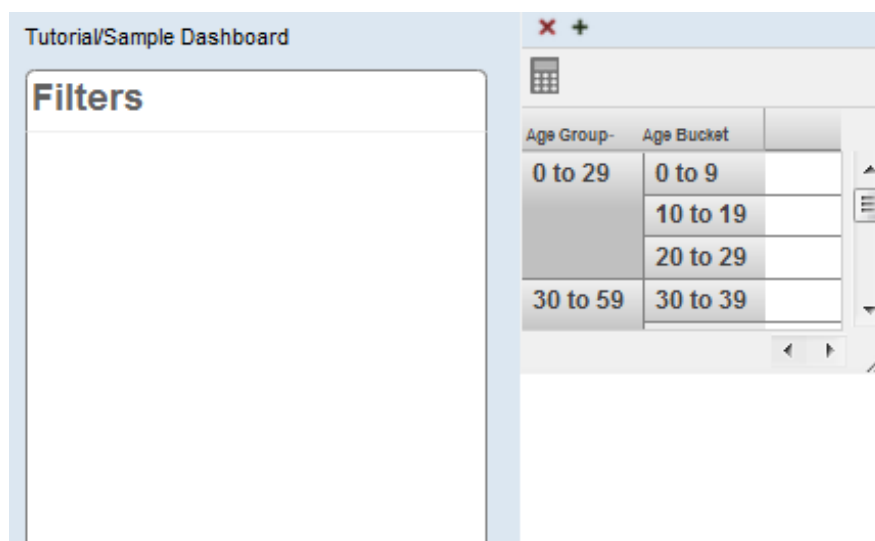 Tutorial/Sample Dashboard
Filters
Age Group- Age Bucket
0 to 29 0 to 9
10 to 19
20 to 29
30 to 59 30 to 39